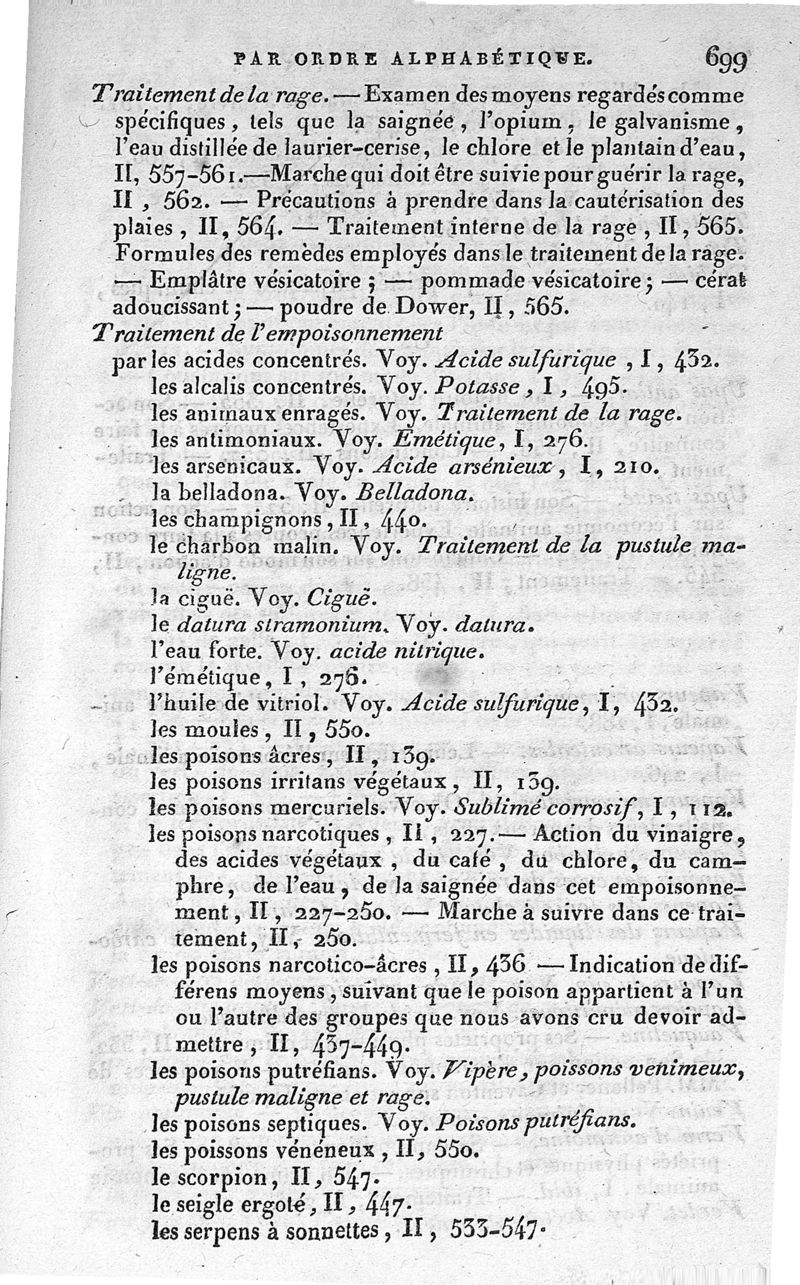 PAR ORDRE ALPHABÉTIQUE. 699
Traitement de la rage. — Examen des moyens regardés comme
spécifiques, tels que la saignée, l'opium, le galvanisme,
l'eau distillée de laurier-cerise, le chlore et le plantain d'eau,
II, 557-561. — Marche qui doit être suivie pour guérir la rage,
II, 562. — Précautions à prendre dans la cautérisation des
plaies, II, 564. — Traitement interne de la rage, II, 565.
Formules des remèdes employés dans le traitement de la rage.
— Emplâtre vésicatoire; — pommade vésicatoire; — cérat
adoucissant; — poudre de Dower, II, 565.
Traitement de l'empoisonnement
par les acides concentrés. Voy. Acide sulfurique, I, 432.
les alcalis concentrés. Voy. Potasse, I, 495.
les animaux enragés. Voy. Traitement de la rage.
les antimoniaux. Voy. Emétique, I, 276.
les arsenicaux. Voy. Acide arsénieux, I, 210.
la belladona. Voy. Belladona.
les champignons, II, 440.
le charbon malin. Voy. Traitement de la pustule ma-
ligne.
la ciguë. Voy. Ciguë.
le datura stramonium. Voy. datura.
l'eau forte. Voy. acide nitrique.
l'émétique, I, 276.
l'huile de vitriol. Voy. Acide sulfurique, I, 432.
les moules, II, 550.
les poisons âcres, II, 139.
les poisons irritans végétaux, II, 139.
les poisons mercuriels. Voy. Sublimé corrosif, I, 112.
les poisons narcotiques, II, 227. — Action du vinaigre,
des acides végétaux, du café, du chlore, du cam-
phre, de l'eau, de la saignée dans cet empoisonne-
ment, II, 227-250. — Marche à suivre dans ce trai-
tement, II, 250.
les poisons narcotico-âcres, II, 436 — Indication de dif-
férens moyens, suivant que le poison appartient à l'un
ou l'autre des groupes que nous avons cru devoir ad-
mettre, II, 437-449.
les poisons putréfians. Voy. Vipère, poissons venimeux,
pustule maligne et rage.
les poisons septiques. Voy. Poisons putréfians.
les poissons vénéneux, II, 550.
le scorpion, II, 547.
le seigle ergoté, II, 447.
les serpens à sonnettes, II, 533-547.